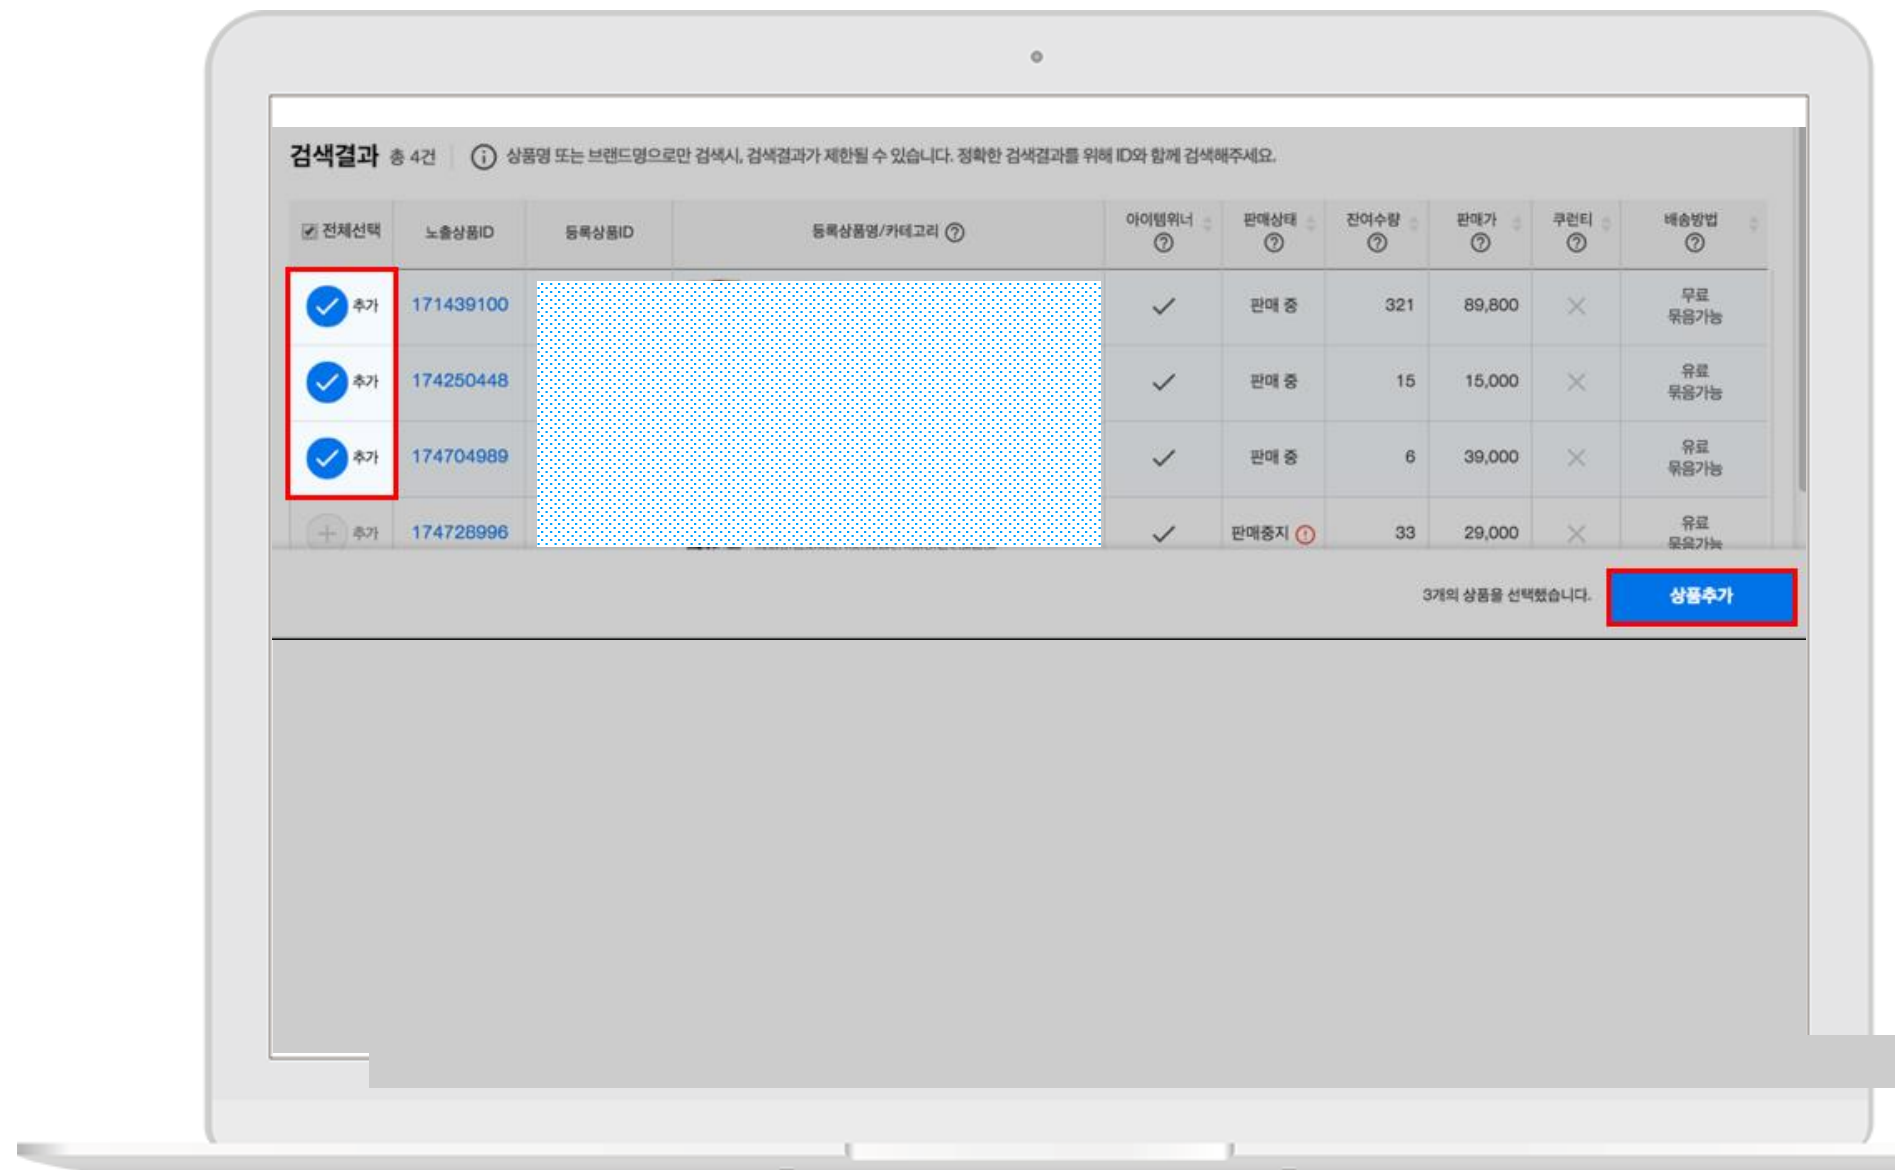 검색결과 총 4건 상품명 또는 브랜드명으로만 검색시, 검색결과가 제한될 수 있습니다. 정확한 검색결과를 위해 ID와 함께 검색해주세요.
전체선택 노출상품ID 등록상품ID 등록상품명/카테고리 아이템위너 판매상태 잔여수량 판매가 쿠런티 배송방법
추가 171439100 판매 중 321 89,800 무료
묶음가능
추가 174250448 판매 중 15 15,000 유료
묶음가능
추가 174704989 판매 중 6 39,000 유료
묶음가능
추가 174728996 판매중지 33 29,000 유료
묶음가능
3개의 상품을 선택했습니다. 상품추가